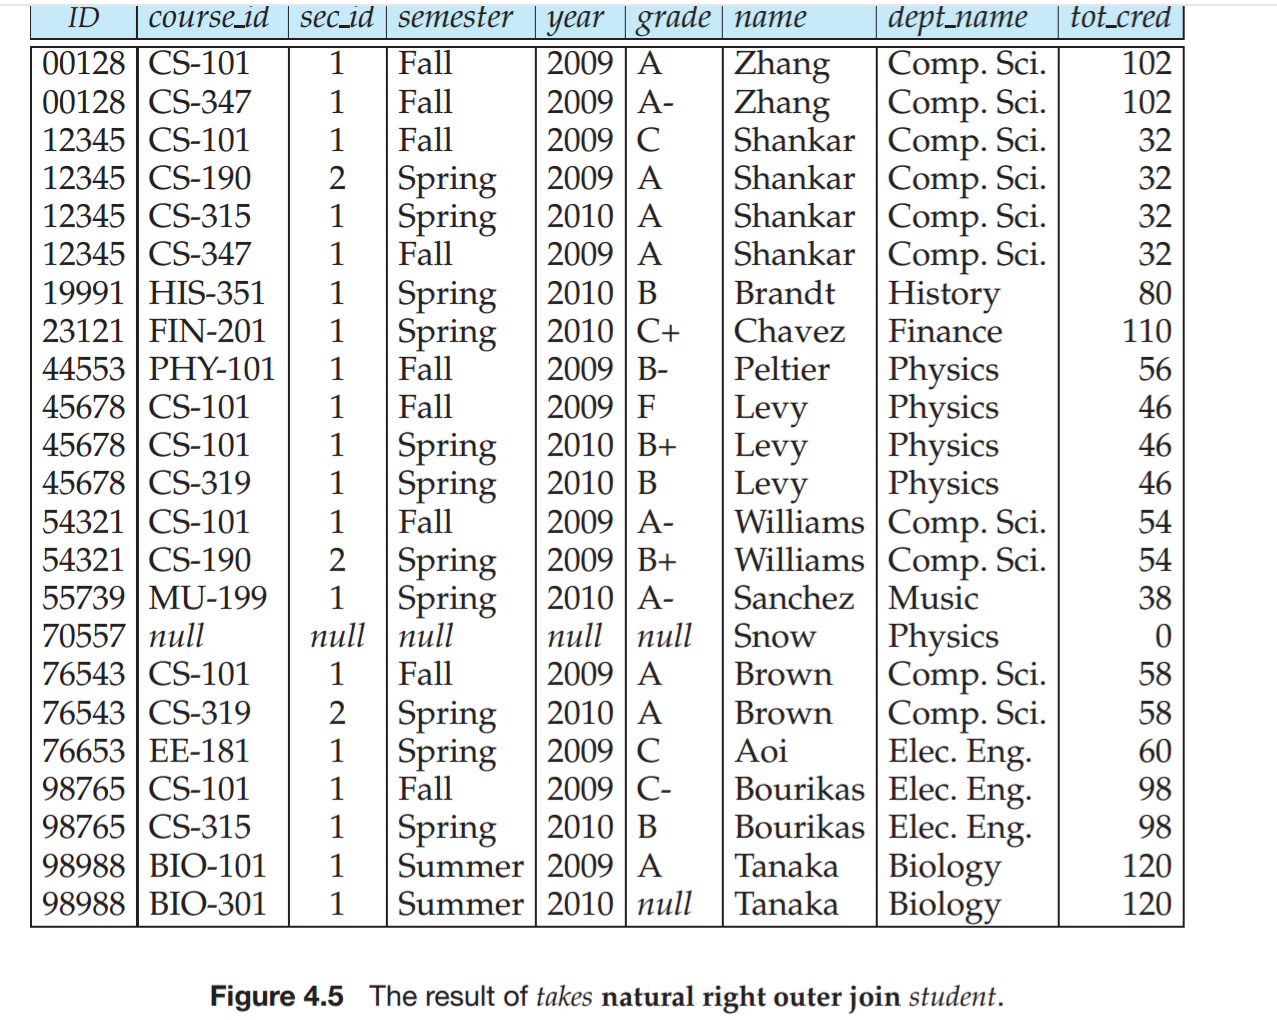 ID course_id sec_id semester year grade name dept_name tot_cred
00128 CS-101 1 Fall 2009 A Zhang Comp. Sci. 102
00128 CS-347 1 Fall 2009 A- Zhang Comp. Sci. 102
12345 CS-101 1 Fall 2009 C Shankar Comp. Sci. 32
12345 CS-190 2 Spring 2009 A Shankar Comp. Sci. 32
12345 CS-315 1 Spring 2010 A Shankar Comp. Sci. 32
12345 CS-347 1 Fall 2009 A Shankar Comp. Sci. 32
19991 HIS-351 1 Spring 2010 B Brandt History 80
23121 FIN-201 1 Spring 2010 C+ Chavez Finance 110
44553 PHY-101 1 Fall 2009 B- Peltier Physics 56
45678 CS-101 1 Fall 2009 F Levy Physics 46
45678 CS-101 1 Spring 2010 B+ Levy Physics 46
45678 CS-319 1 Spring 2010 B Levy Physics 46
54321 CS-101 1 Fall 2009 A- Williams Comp. Sci. 54
54321 CS-190 2 Spring 2009 B+ Williams Comp. Sci. 54
55739 MU-199 1 Spring 2010 A- Sanchez Music 38
70557 null null null null null Snow Physics 0
76543 CS-101 1 Fall 2009 A Brown Comp. Sci. 58
76543 CS-319 2 Spring 2010 A Brown Comp. Sci. 58
76653 EE-181 1 Spring 2009 C Aoi Elec. Eng. 60
98765 CS-101 1 Fall 2009 C- Bourikas Elec. Eng. 98
98765 CS-315 1 Spring 2010 B Bourikas Elec. Eng. 98
98988 BIO-101 1 Summer 2009 A Tanaka Biology 120
98988 BIO-301 1 Summer 2010 null Tanaka Biology 120
Figure 4.5 The result of takes natural right outer join student.